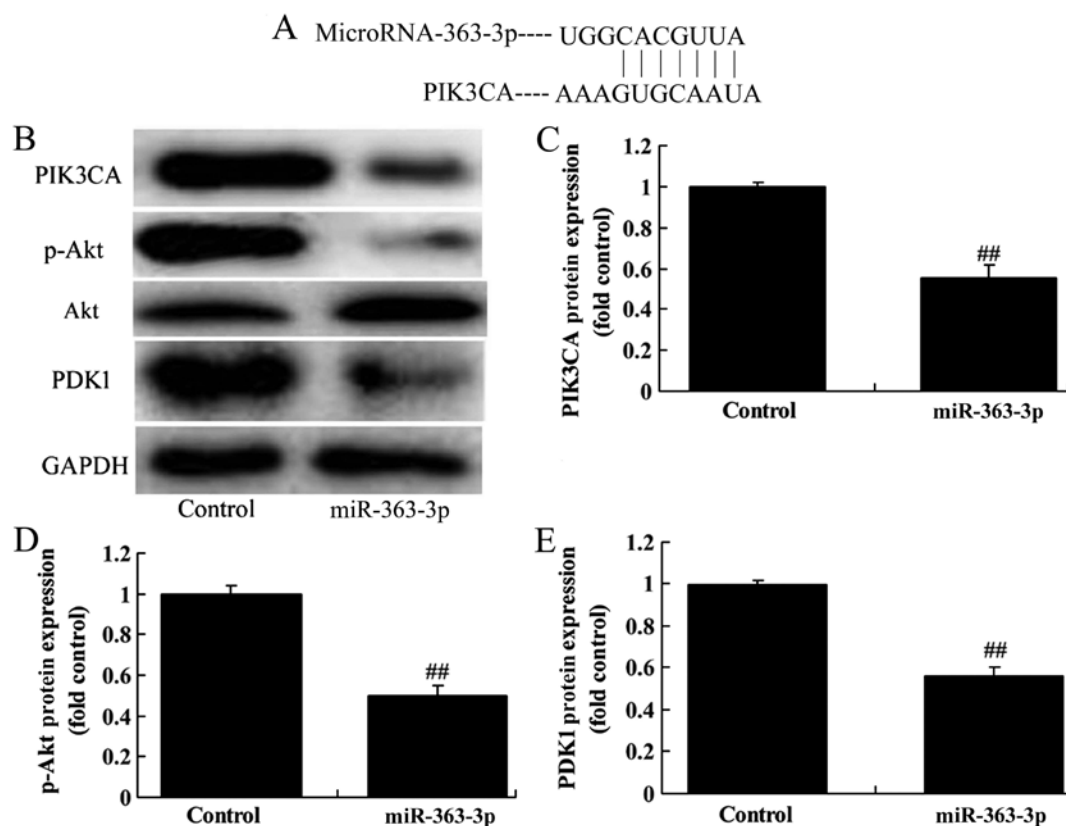 A MicroRNA-363-3p---- UGGCACGUUA
PIK3CA---- AAAGUGCAAUA
B
PIK3CA
p-Akt
Akt
PDK1
GAPDH
Control miR-363-3p
C
PIK3CA protein expression
(fold control)
1.2
1
0.8
0.6
0.4
0.2
0
##
Control miR-363-3p
D
p-Akt protein expression
(fold control)
1.2
1
0.8
0.6
0.4
0.2
0
##
Control miR-363-3p
E
PDK1 protein expression
(fold control)
1.2
1
0.8
0.6
0.4
0.2
0
##
Control miR-363-3p